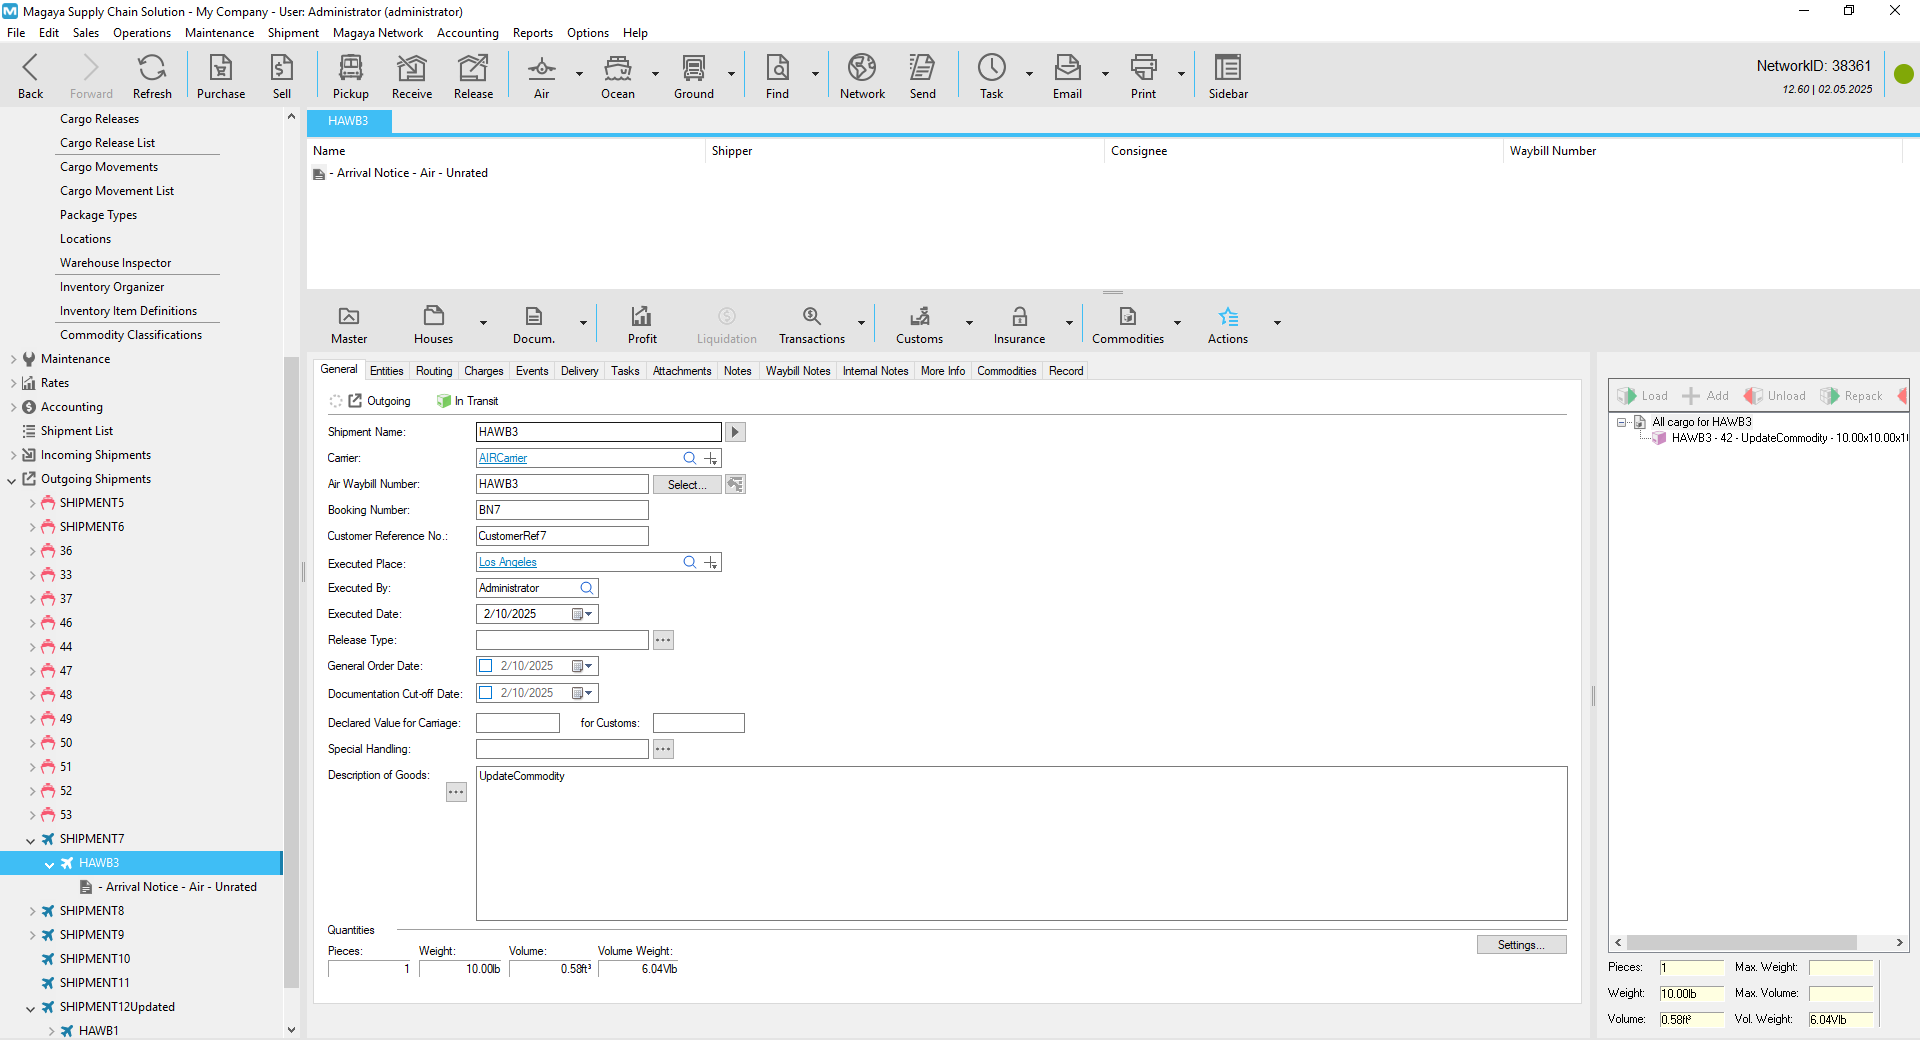 Magaya Supply Chain Solution - My Company - User: Administrator (administrator)
File Edit Sales Operations Maintenance Shipment Magaya Network Accounting Reports Options Help
Back Forward Refresh Purchase Sell Pickup Receive Release Air Ocean Ground Find Network Send Task Email Print Sidebar
NetworkID: 38361
12.60 | 02.05.2025
Cargo Releases
Cargo Release List
Cargo Movements
Cargo Movement List
Package Types
Locations
Warehouse Inspector
Inventory Organizer
Inventory Item Definitions
Commodity Classifications
Maintenance
Rates
Accounting
Shipment List
Incoming Shipments
Outgoing Shipments
SHIPMENT5
SHIPMENT6
36
33
37
46
44
47
48
49
50
51
52
53
SHIPMENT7
HAWB3
- Arrival Notice - Air - Unrated
SHIPMENT8
SHIPMENT9
SHIPMENT10
SHIPMENT11
SHIPMENT12Updated
HAWB1
HAWB3
Name Shipper Consignee Waybill Number
- Arrival Notice - Air - Unrated
Master Houses Docum. Profit Liquidation Transactions Customs Insurance Commodities Actions
General Entities Routing Charges Events Delivery Tasks Attachments Notes Waybill Notes Internal Notes More Info Commodities Record
Outgoing In Transit
Shipment Name: HAWB3
Carrier: AIRCarrier
Air Waybill Number: HAWB3 Select...
Booking Number: BN7
Customer Reference No.: CustomerRef7
Executed Place: Los Angeles
Executed By: Administrator
Executed Date: 2/10/2025
Release Type:
General Order Date: 2/10/2025
Documentation Cut-off Date: 2/10/2025
Declared Value for Carriage: for Customs:
Special Handling:
Description of Goods: UpdateCommodity
Quantities
Settings...
Pieces: Weight: Volume: Volume Weight:
1 10.00lb 0.58ft³ 6.04Vlb
Load Add Unload Repack
All cargo for HAWB3
HAWB3 - 42 - UpdateCommodity - 10.00x10.00x1
Pieces: 1 Max. Weight:
Weight: 10.00lb Max. Volume:
Volume: 0.58ft³ Vol. Weight: 6.04Vlb